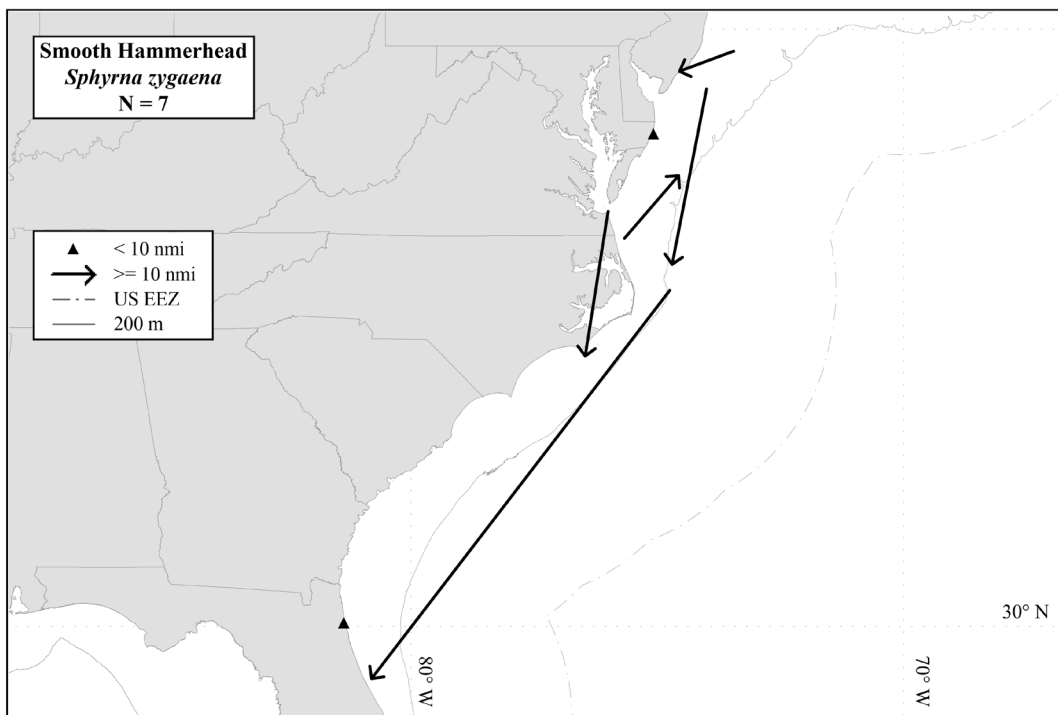 Smooth Hammerhead
Sphyrna zygaena
N = 7
< 10 nmi
>= 10 nmi
US EEZ
200 m
30° N
80° W
70° W